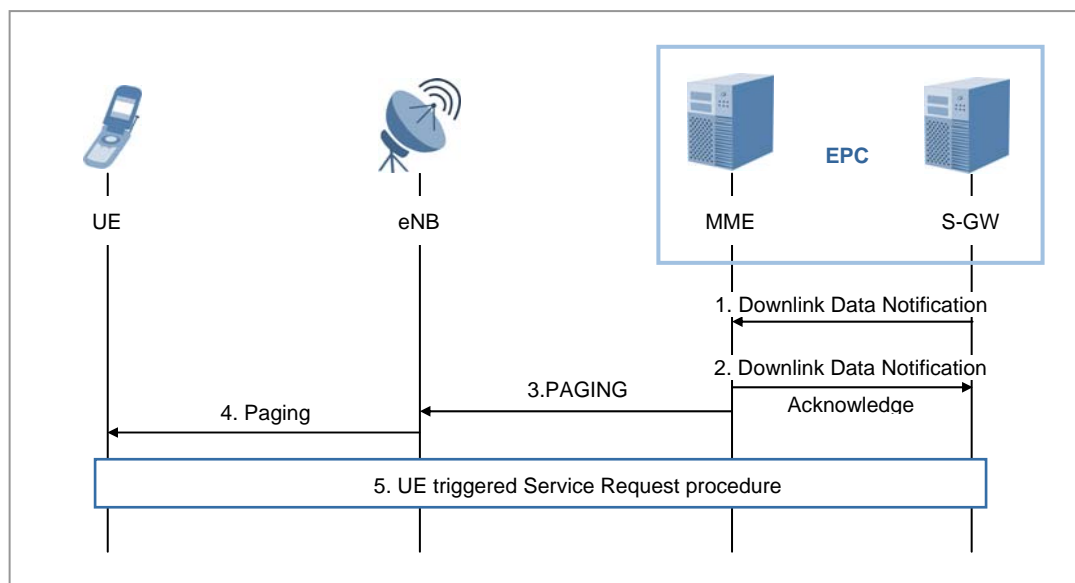 EPC
UE
eNB
MME
S-GW
1. Downlink Data Notification
2. Downlink Data Notification
Acknowledge
3.PAGING
4. Paging
5. UE triggered Service Request procedure